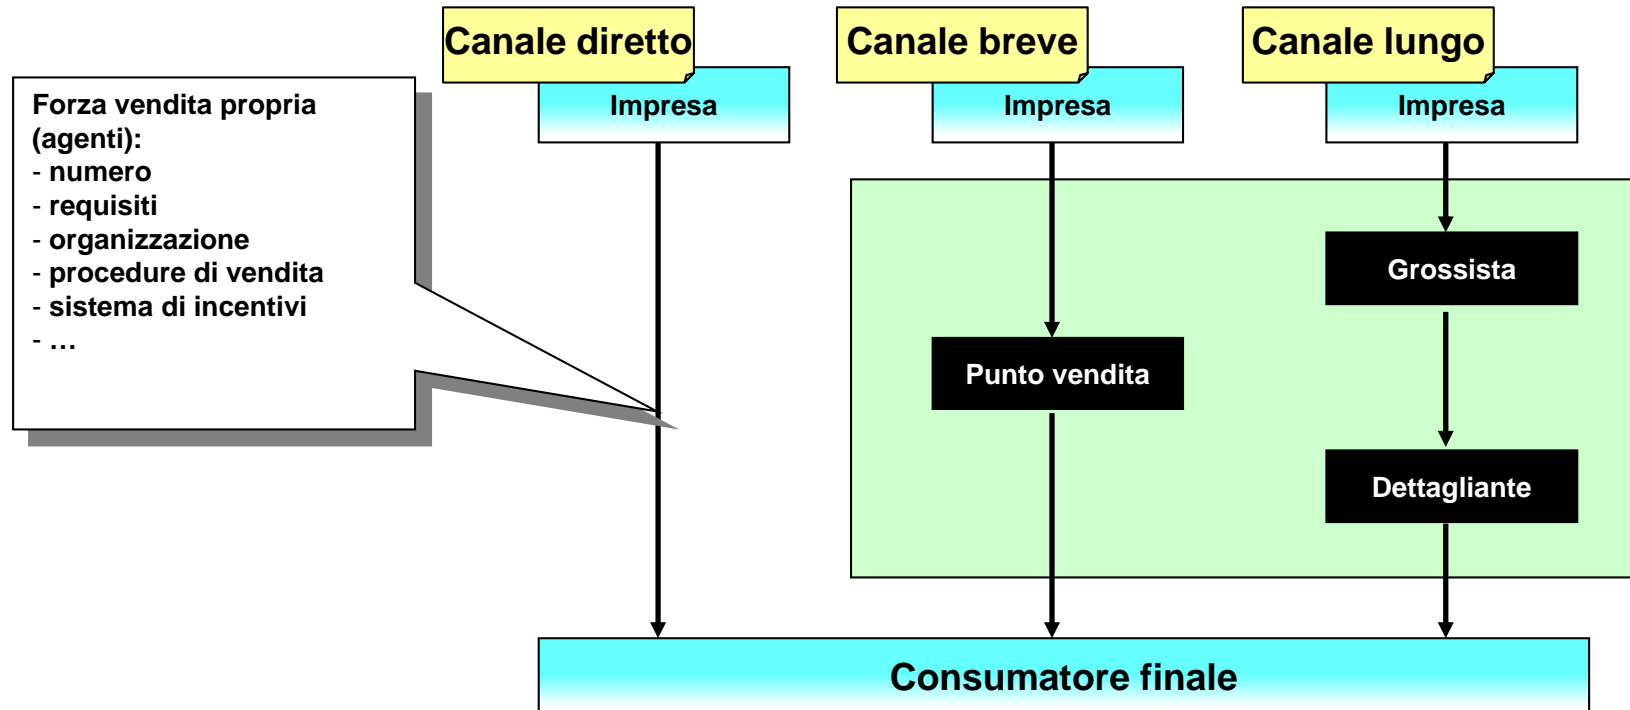 Canale diretto
Canale breve
Canale lungo
Impresa
Impresa
Impresa
Forza vendita propria
(agenti):
- numero
- requisiti
- organizzazione
- procedure di vendita
- sistema di incentivi
- …
Grossista
Punto vendita
Dettagliante
Consumatore finale